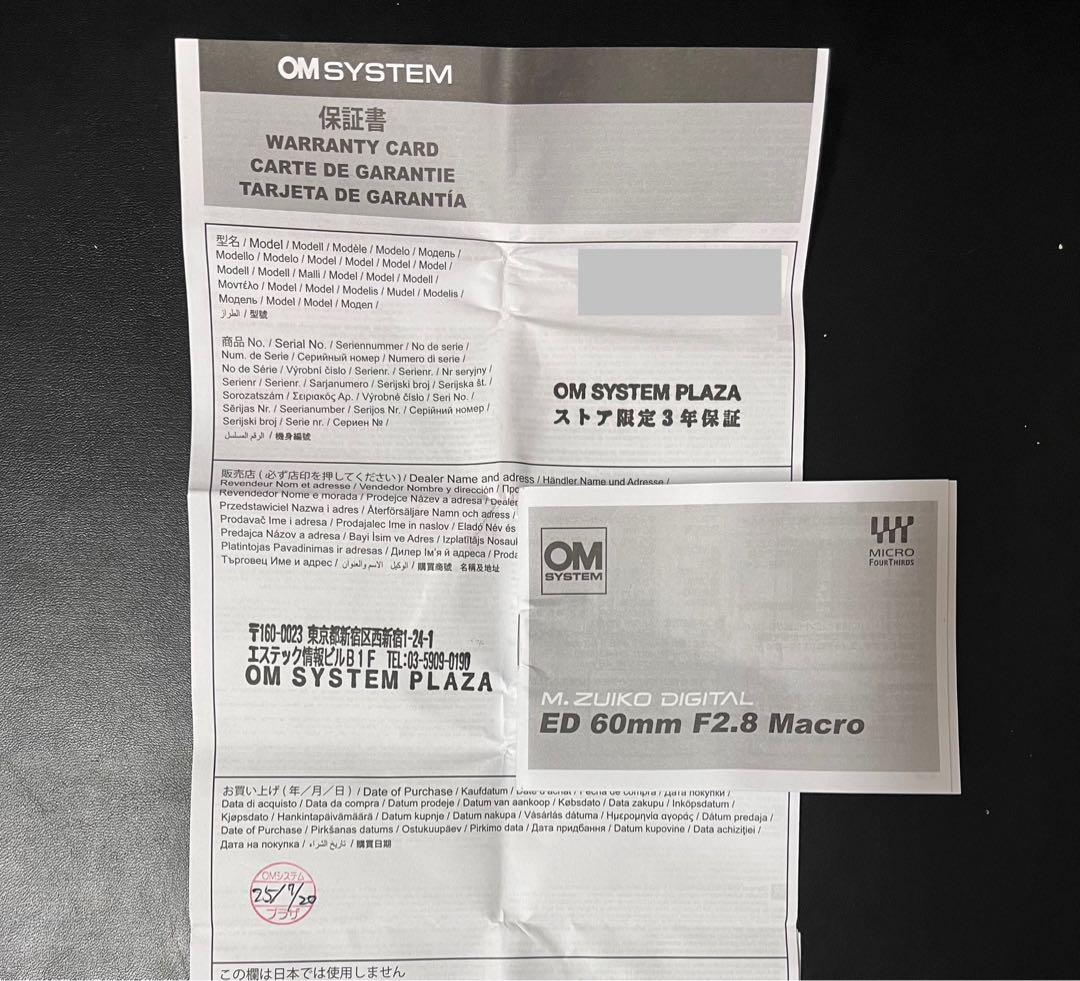 OM SYSTEM
保証書
WARRANTY CARD
CARTE DE GARANTIE
TARJETA DE GARANTÍA
型名 / Model / Modell / Modèle / Modelo / Модель /
Modello / Modelo / Model / Model / Model / Model /
Modell / Modell / Malli / Model / Model / Modell /
Μοντέλο / Model / Model / Modelis / Mudel / Modelis /
Модель / Model / Model / Модел /
الطراز / 型號
商品 No. / Serial No. / Seriennummer / No de serie /
Num. de Serie / Серийный номер / Numero di serie /
No de Série / Výrobní číslo / Serienr. / Serienr. / Nr seryjny /
Serienr / Serienr. / Sarjanumero / Serijski broj / Serijska št. /
Sorozatszám / Σειριακός Αρ. / Výrobné číslo / Seri No. /
Sērijas Nr. / Seerianumber / Serijos Nr. / Серійний номер /
Serijski broj / Serie nr. / Сериен № /
الرقم المسلسل / 機身編號
OM SYSTEM PLAZA
ストア限定3年保証
販売店 ( 必ず店印を押してください) / Dealer Name and adress / Händler Name und Adresse /
Revendeur Nom et adresse / Vendedor Nombre y dirección /
Revendedor Nome e morada / Prodejce Název a adresa / Dealer
Przedstawiciel Nazwa i adres / Återförsäljare Namn och adress /
Prodavač Ime i adresa / Prodajalec Ime in naslov / Eladó Név és
Predajca Názov a adresa / Bayi İsim ve Adres / Izplatītājs
Platintojas Pavadinimas ir adresas / Дилер Ім'я й адреса /
Търговец Име и адрес / الوكيل الاسم والعنوان / 購買商號 名稱及地址
〒160-0023 東京都新宿区西新宿1-24-1
エステック情報ビルB1F TEL:03-5909-0190
OM SYSTEM PLAZA
OM
SYSTEM
MICRO
FOURTHIRDS
M.ZUIKO DIGITAL
ED 60mm F2.8 Macro
お買い上げ ( 年／月／日 ) / Date of Purchase / Kaufdatum /
Data di acquisto / Data da compra / Datum prodeje / Datum van aankoop / Købsdato / Data zakupu / Inköpsdatum /
Kjøpsdato / Hankintapäivämäärä / Datum kupnje / Datum nakupa / Vásárlás dátuma / Ημερομηνία αγοράς / Dátum predaja /
Date of Purchase / Pirkšanas datums / Ostukuupäev / Pirkimo data / Дата придбання / Datum kupovine / Data achiziției /
Дата на покупка / تاريخ الشراء / 購買日期
OMシステム
25/7/20
プラザ
この欄は日本では使用しません